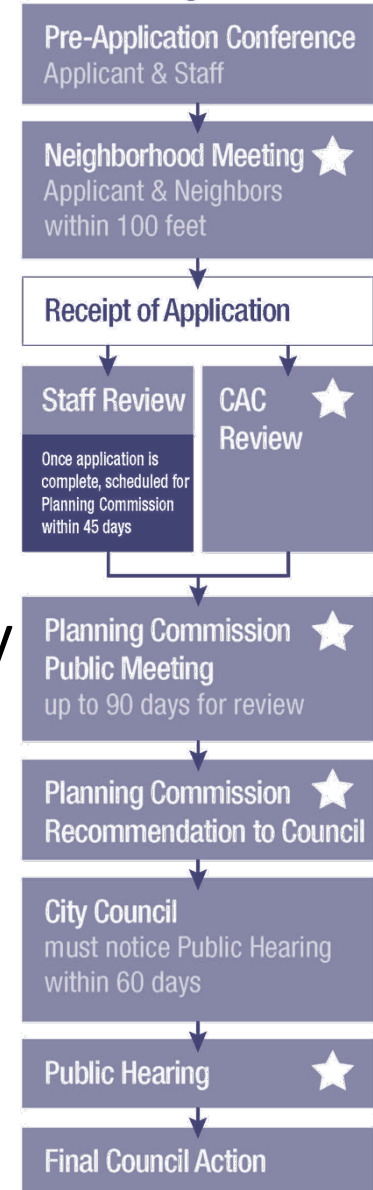 Pre-Application Conference
Applicant & Staff
Neighborhood Meeting
Applicant & Neighbors
within 100 feet
Receipt of Application
Staff Review
Once application is
complete, scheduled for
Planning Commission
within 45 days
CAC
Review
y
Planning Commission
Public Meeting
up to 90 days for review
Planning Commission
Recommendation to Council
City Council
must notice Public Hearing
within 60 days
Public Hearing
Final Council Action